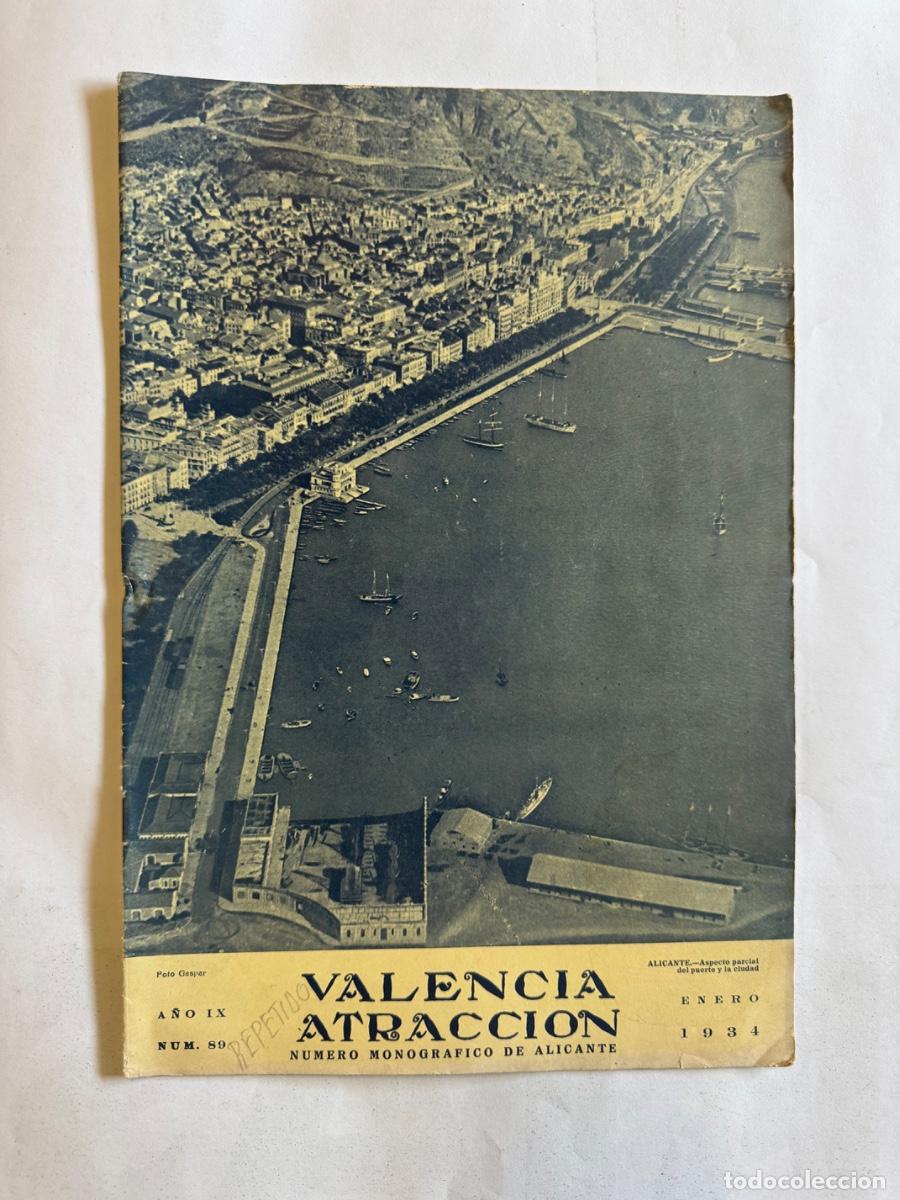 Foto Gaspar
ALICANTE.—Aspecto parcial
del puerto y la ciudad
VALENCIA
ATRACCION
NUMERO MONOGRAFICO DE ALICANTE
AÑO IX
NUM. 89
REPETIDO
ENERO
1934
todocoleccion